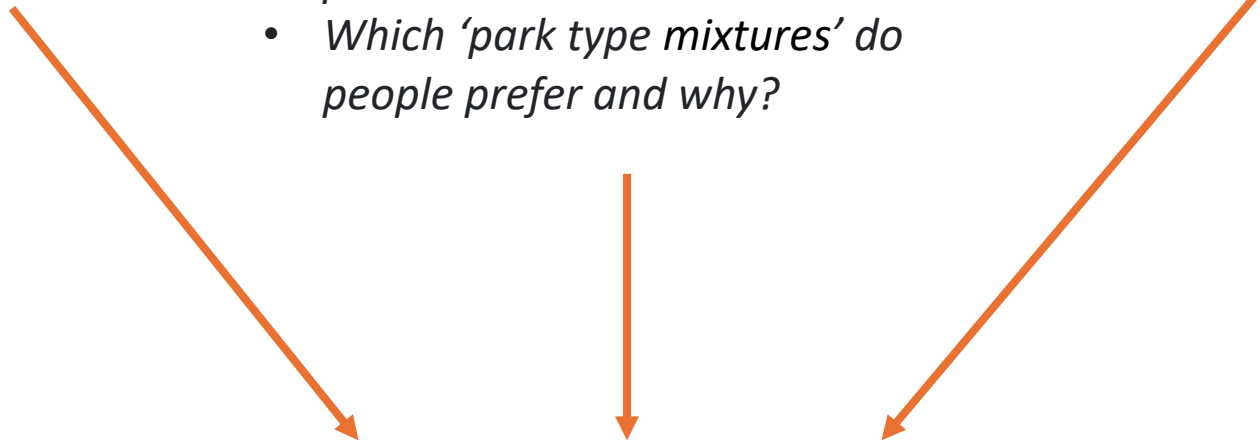 • Which ‘park type mixtures’ do
people prefer and why?